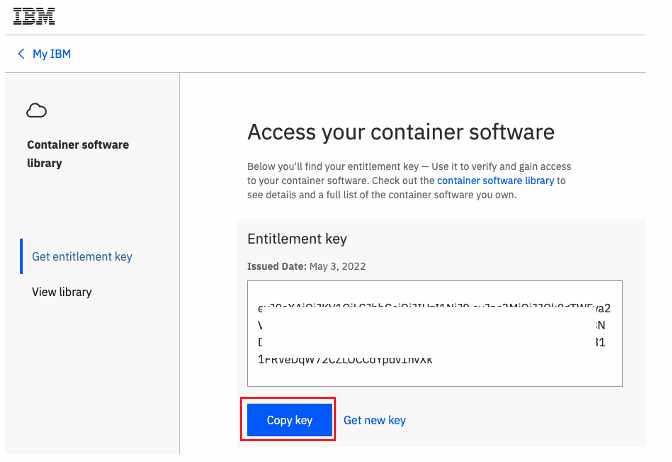 IBM
My IBM
Container software
library
Get entitlement key
View library
Access your container software
Below you'll find your entitlement key — Use it to verify and gain access
to your container software. Check out the container software library to
see details and a full list of the container software you own.
Entitlement key
Issued Date: May 3, 2022
Copy key
Get new key